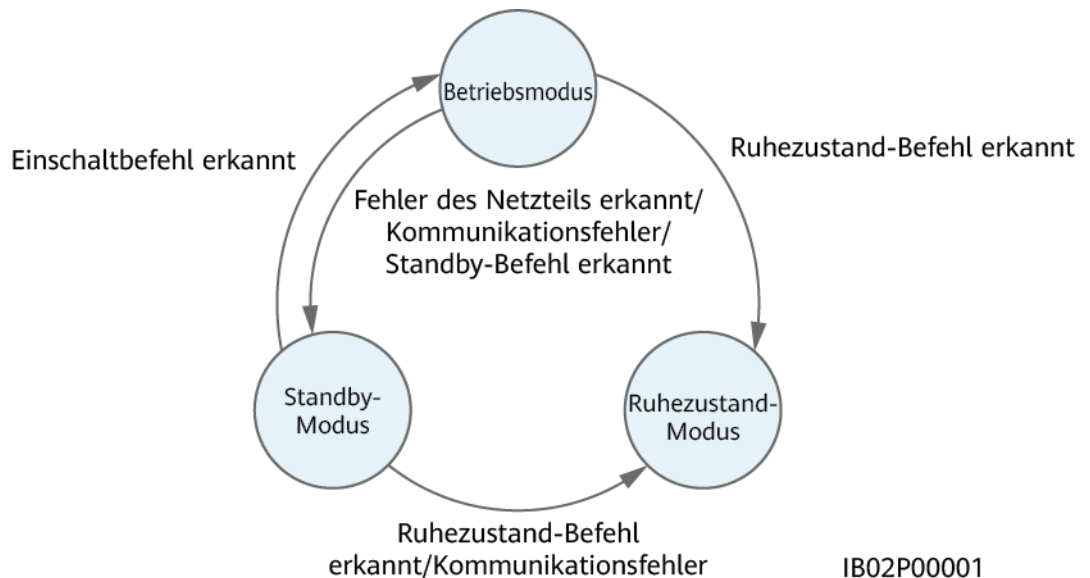 Betriebsmodus
Einschaltbefehl erkannt
Ruhezustand-Befehl erkannt
Fehler des Netzteils erkannt/
Kommunikationsfehler/
Standby-Befehl erkannt
Standby-
Modus
Ruhezustand-
Modus
Ruhezustand-Befehl
erkannt/Kommunikationsfehler
IB02P00001